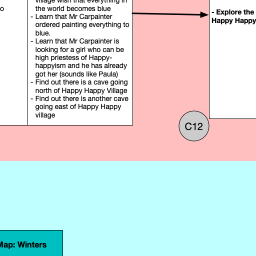 village wish that everything in
the world becomes blue
- Learn that Mr Carpainter
ordered painting everything to
blue.
- Learn that Mr Carpainter is
looking for a girl who can be
high priestess of Happy-
happyism and he has already
got her (sounds like Paula)
- Find out there is a cave going
north of Happy Happy Village
- Find out there is another cave
going east of Happy Happy
village
- Explore the
Happy Happy
C12
Map: Winters